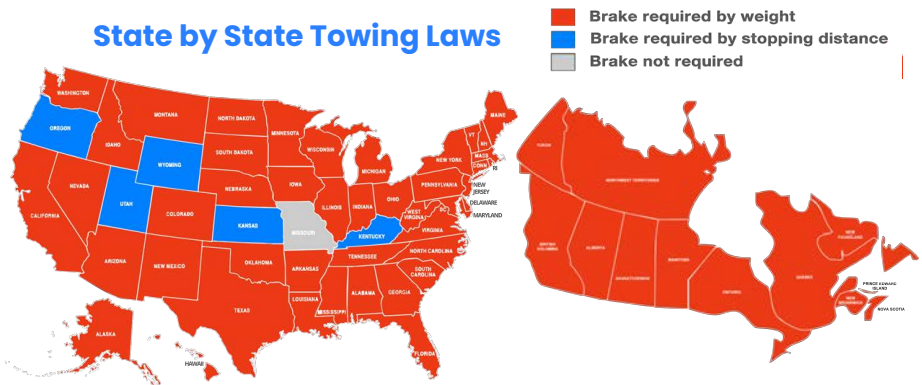 State by State Towing Laws
Brake required by weight
Brake required by stopping distance
Brake not required
WASHINGTON
OREGON
IDAHO
MONTANA
WYOMING
NEVADA
UTAH
CALIFORNIA
ARIZONA
COLORADO
NEW MEXICO
NORTH DAKOTA
SOUTH DAKOTA
NEBRASKA
KANSAS
OKLAHOMA
TEXAS
MINNESOTA
IOWA
MISSOURI
ARKANSAS
LOUISIANA
WISCONSIN
ILLINOIS
MICHIGAN
INDIANA
OHIO
KENTUCKY
TENNESSEE
MISSISSIPPI
ALABAMA
GEORGIA
FLORIDA
SOUTH
CAROLINA
NORTH CAROLINA
VIRGINIA
WEST
VIRGINIA
DC
PENNSYLVANIA
NEW YORK
VT
NH
MAINE
MASS
CONN
RI
NEW
JERSEY
DELAWARE
MARYLAND
ALASKA
HAWAII
YUKON
NORTHWEST TERRITORIES
BRITISH
COLUMBIA
ALBERTA
SASKATCHEWAN
MANITOBA
ONTARIO
QUEBEC
NEW
FOUNDLAND
PRINCE EDWARD
ISLAND
NEW
BRUNSWICK
NOVA SCOTIA